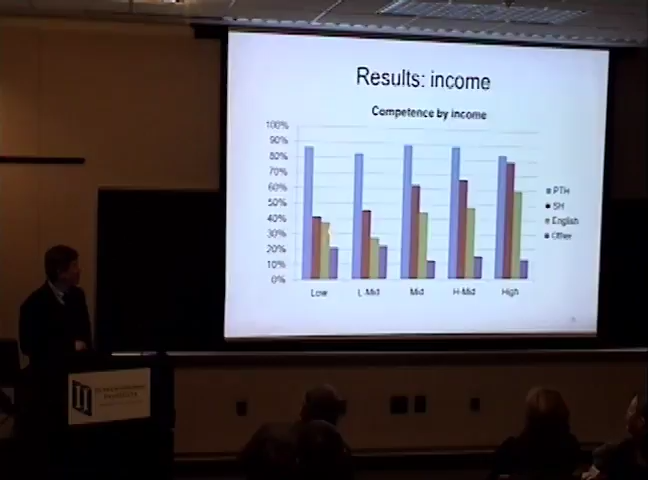 Results: income
Competence by income
100%
90%
80%
70%
60%
50%
40%
30%
20%
10%
0%
Low
L-Mid
Mid
H-Mid
High
PTH
SH
English
Other